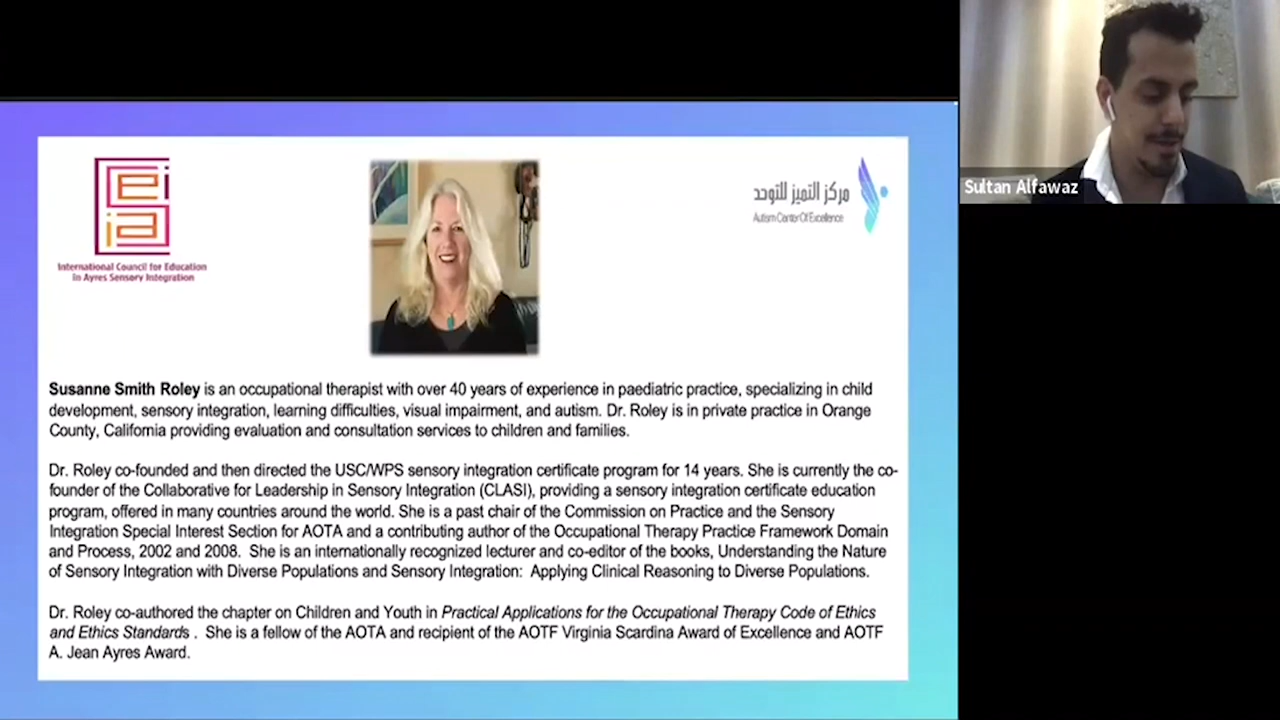 Sultan Alfawaz
ei
ia
International Council for Education
in Ayres Sensory Integration
مركز التميز للتوحد
Autism Center Of Excellence
Susanne Smith Roley is an occupational therapist with over 40 years of experience in paediatric practice, specializing in child
development, sensory integration, learning difficulties, visual impairment, and autism. Dr. Roley is in private practice in Orange
County, California providing evaluation and consultation services to children and families.
Dr. Roley co-founded and then directed the USC/WPS sensory integration certificate program for 14 years. She is currently the co-
founder of the Collaborative for Leadership in Sensory Integration (CLASI), providing a sensory integration certificate education
program, offered in many countries around the world. She is a past chair of the Commission on Practice and the Sensory
Integration Special Interest Section for AOTA and a contributing author of the Occupational Therapy Practice Framework Domain
and Process, 2002 and 2008. She is an internationally recognized lecturer and co-editor of the books, Understanding the Nature
of Sensory Integration with Diverse Populations and Sensory Integration: Applying Clinical Reasoning to Diverse Populations.
Dr. Roley co-authored the chapter on Children and Youth in Practical Applications for the Occupational Therapy Code of Ethics
and Ethics Standards . She is a fellow of the AOTA and recipient of the AOTF Virginia Scardina Award of Excellence and AOTF
A. Jean Ayres Award.